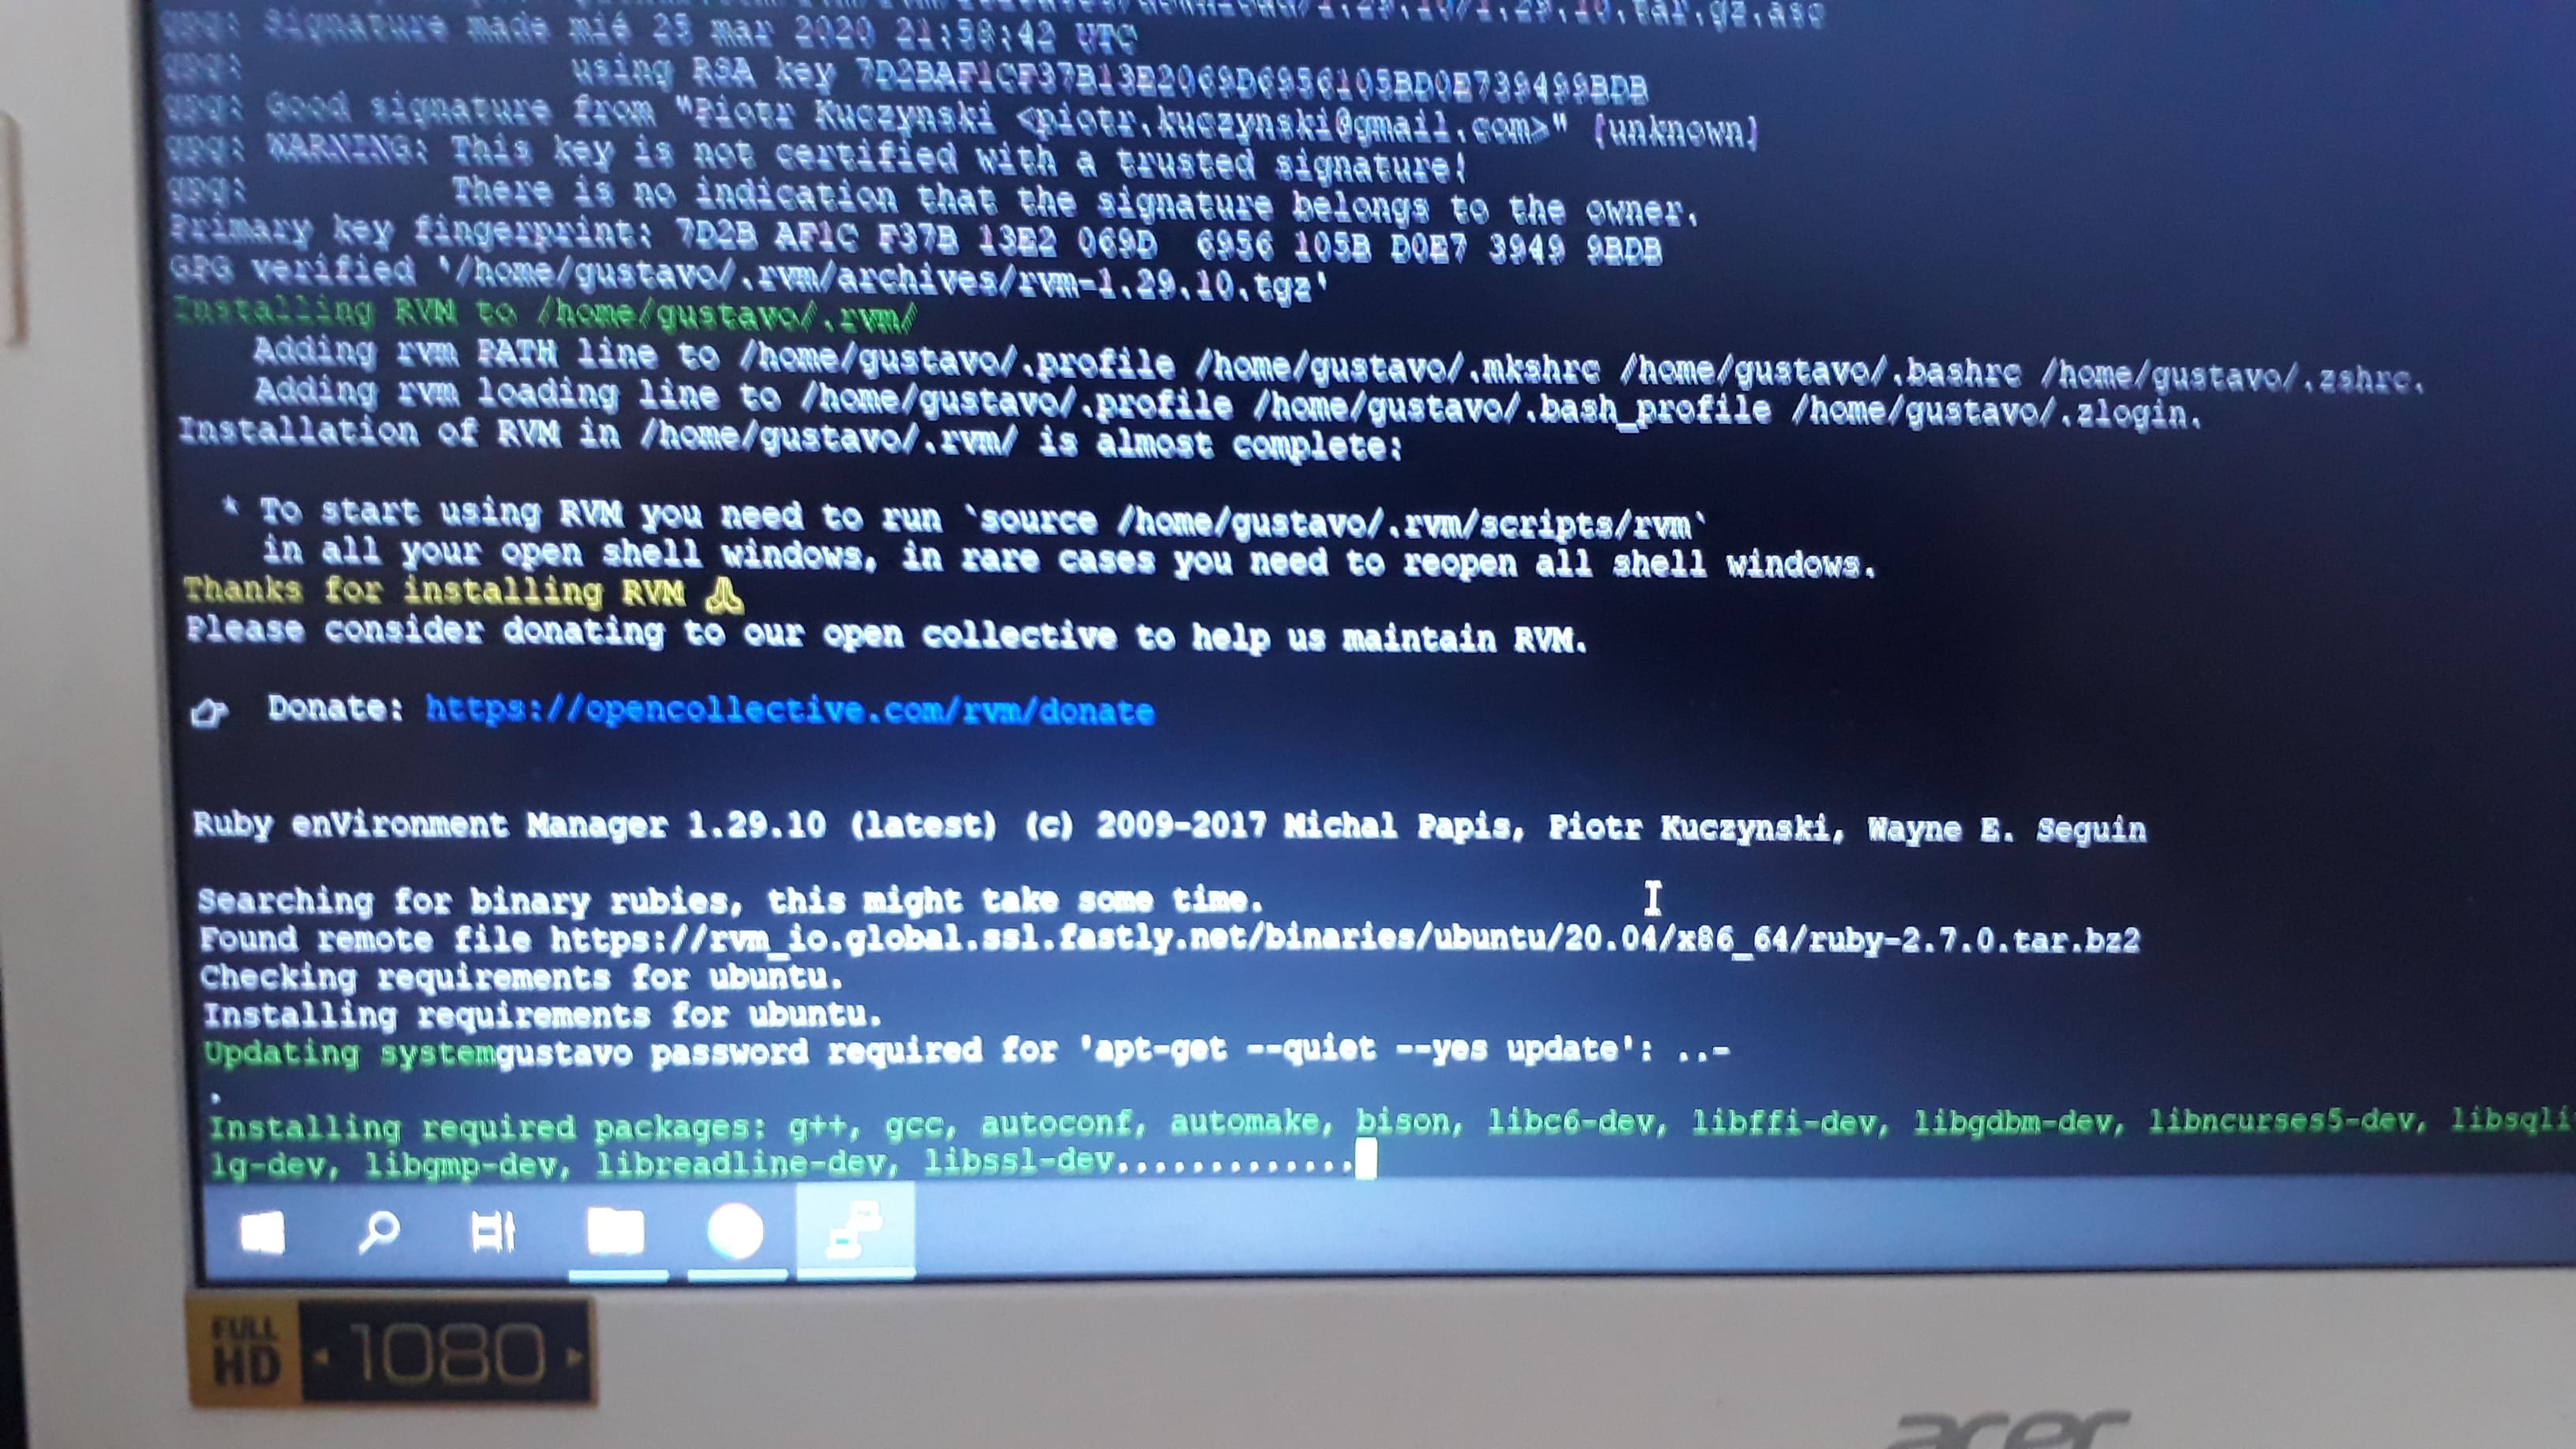 1.29.10/1.29.10.tar.gz.asc
gpg: Signature made mié 25 mar 2020 21:58:42 UTC
gpg: using RSA key 7D2BAF1CF37B13E2069D6956105BD0E739499BDB
gpg: Good signature from "Piotr Kuczynski <piotr.kuczynski@gmail.com>" [unknown]
gpg: WARNING: This key is not certified with a trusted signature!
gpg: There is no indication that the signature belongs to the owner.
Primary key fingerprint: 7D2B AF1C F37B 13E2 069D 6956 105B D0E7 3949 9BDB
GPG verified '/home/gustavo/.rvm/archives/rvm-1.29.10.tgz'
Installing RVM to /home/gustavo/.rvm/
Adding rvm PATH line to /home/gustavo/.profile /home/gustavo/.mkshrc /home/gustavo/.bashrc /home/gustavo/.zshrc.
Adding rvm loading line to /home/gustavo/.profile /home/gustavo/.bash_profile /home/gustavo/.zlogin.
Installation of RVM in /home/gustavo/.rvm/ is almost complete:
* To start using RVM you need to run `source /home/gustavo/.rvm/scripts/rvm`
in all your open shell windows, in rare cases you need to reopen all shell windows.
Thanks for installing RVM 🙏
Please consider donating to our open collective to help us maintain RVM.
👉 Donate: https://opencollective.com/rvm/donate
Ruby enVironment Manager 1.29.10 (latest) (c) 2009-2017 Michal Papis, Piotr Kuczynski, Wayne E. Seguin
Searching for binary rubies, this might take some time.
Found remote file https://rvm_io.global.ssl.fastly.net/binaries/ubuntu/20.04/x86_64/ruby-2.7.0.tar.bz2
Checking requirements for ubuntu.
Installing requirements for ubuntu.
Updating systemgustavo password required for 'apt-get --quiet --yes update': ..-
.
Installing required packages: g++, gcc, autoconf, automake, bison, libc6-dev, libffi-dev, libgdbm-dev, libncurses5-dev, libsqli
lg-dev, libgmp-dev, libreadline-dev, libssl-dev.............
FULL HD 1080
acer